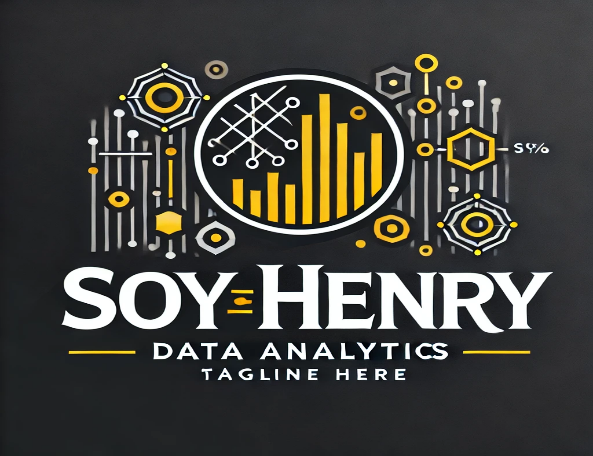 SOY HENRY
DATA ANALYTICS
TAGLINE HERE